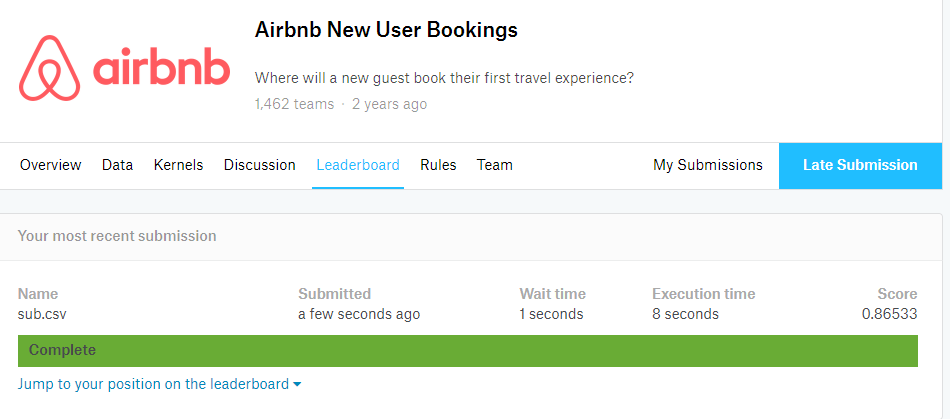 airbnb
Airbnb New User Bookings
Where will a new guest book their first travel experience?
1,462 teams · 2 years ago
Overview Data Kernels Discussion Leaderboard Rules Team My Submissions Late Submission
Your most recent submission
Name Submitted Wait time Execution time Score
sub.csv a few seconds ago 1 seconds 8 seconds 0.86533
Complete
Jump to your position on the leaderboard